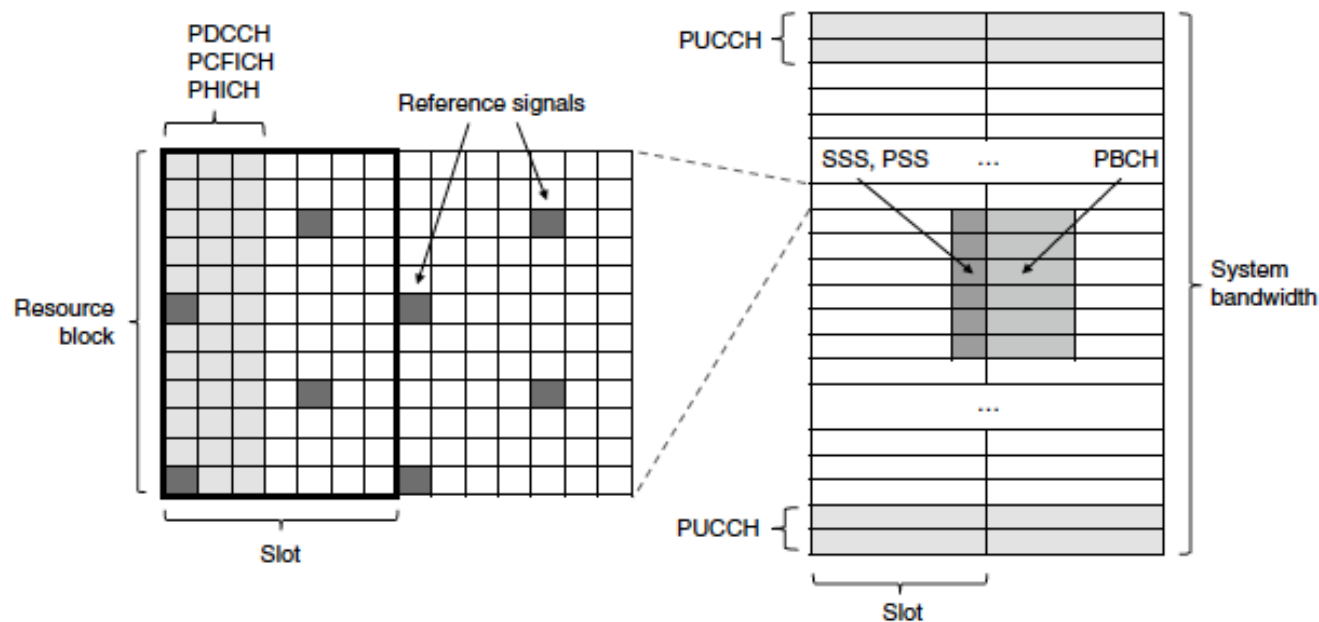 PDCCH
PCFICH
PHICH
Reference signals
Resource
block
Slot
PUCCH
SSS, PSS
...
PBCH
System
bandwidth
...
PUCCH
Slot